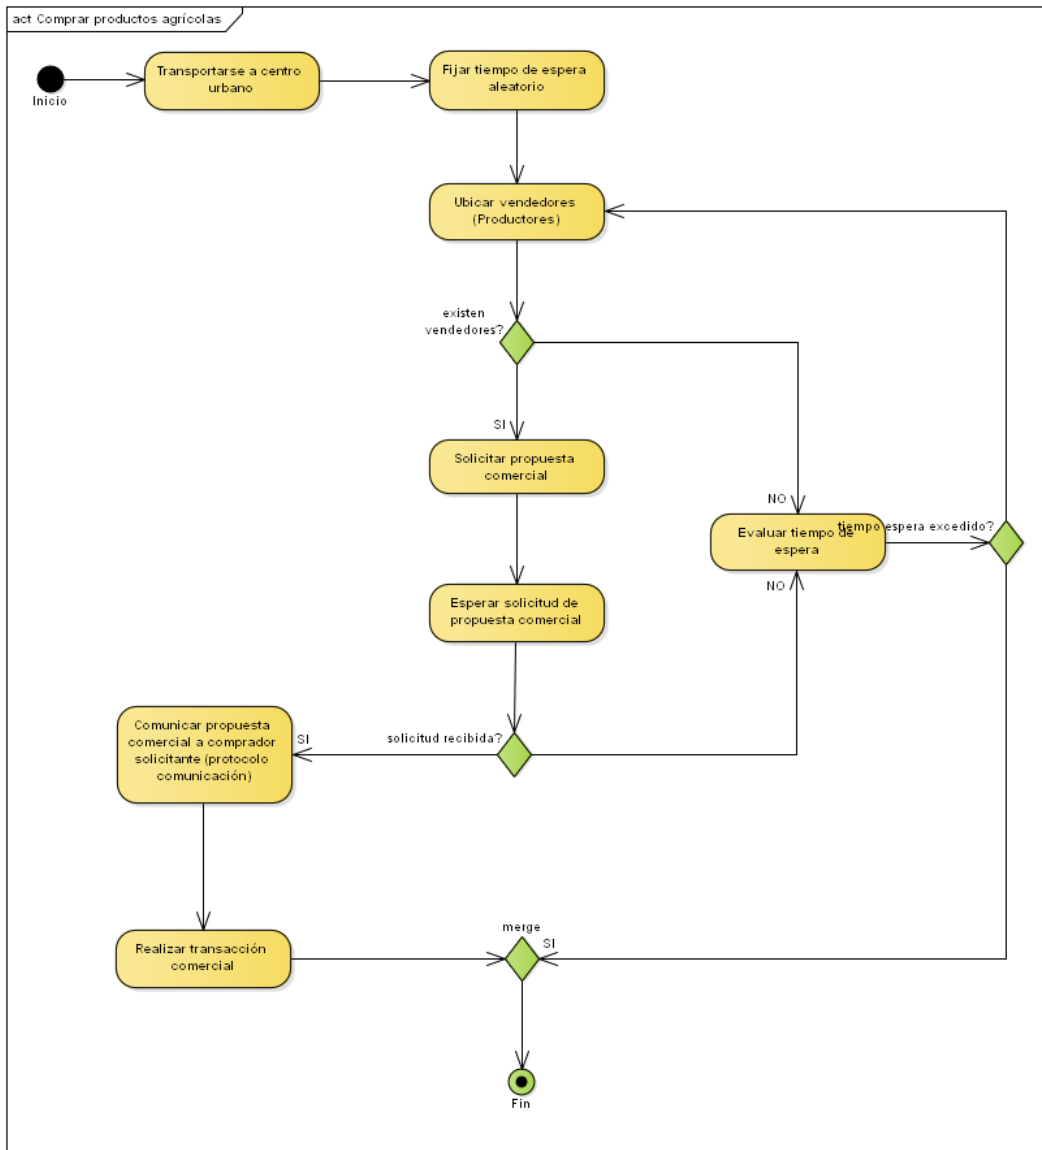 act Comprar productos agrícolas
Inicio
Transportarse a centro
urbano
Fijar tiempo de espera
aleatorio
Ubicar vendedores
(Productores)
existen
vendedores?
SI
NO
Solicitar propuesta
comercial
Evaluar tiempo de
espera
tiempo espera excedido?
NO
Esperar solicitud de
propuesta comercial
solicitud recibida?
SI
Comunicar propuesta
comercial a comprador
solicitante (protocolo
comunicación)
Realizar transacción
comercial
merge
SI
Fin